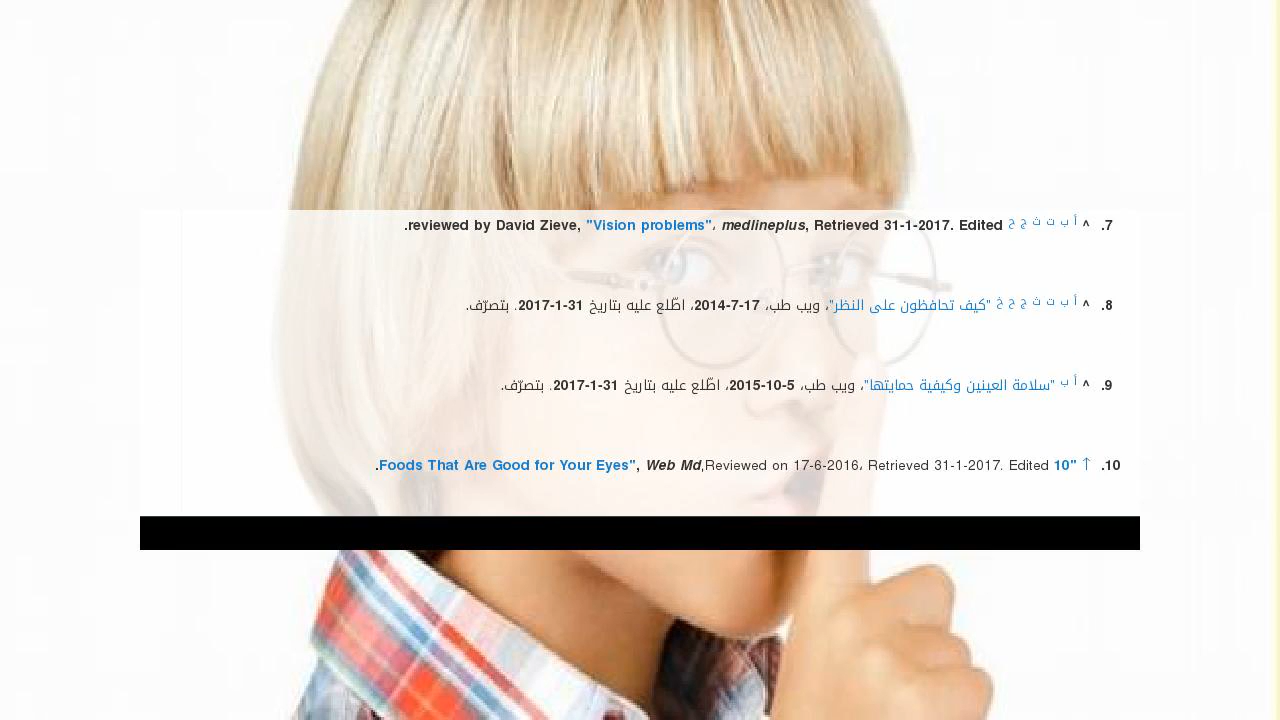 .7 ^ أ ب ت ث ج ح خ reviewed by David Zieve, "Vision problems"، medlineplus, Retrieved 31-1-2017. Edited.
.8 ^ أ ب ت ث ج ح خ "كيف تحافظون على النظر"، ويب طب، 17-7-2014، اطّلع عليه بتاريخ 31-1-2017. بتصرّف.
.9 ^ أ ب "سلامة العينين وكيفية حمايتها"، ويب طب، 5-10-2015، اطّلع عليه بتاريخ 31-1-2017. بتصرّف.
.10 ↑ "10 Foods That Are Good for Your Eyes", Web Md,Reviewed on 17-6-2016، Retrieved 31-1-2017. Edited.